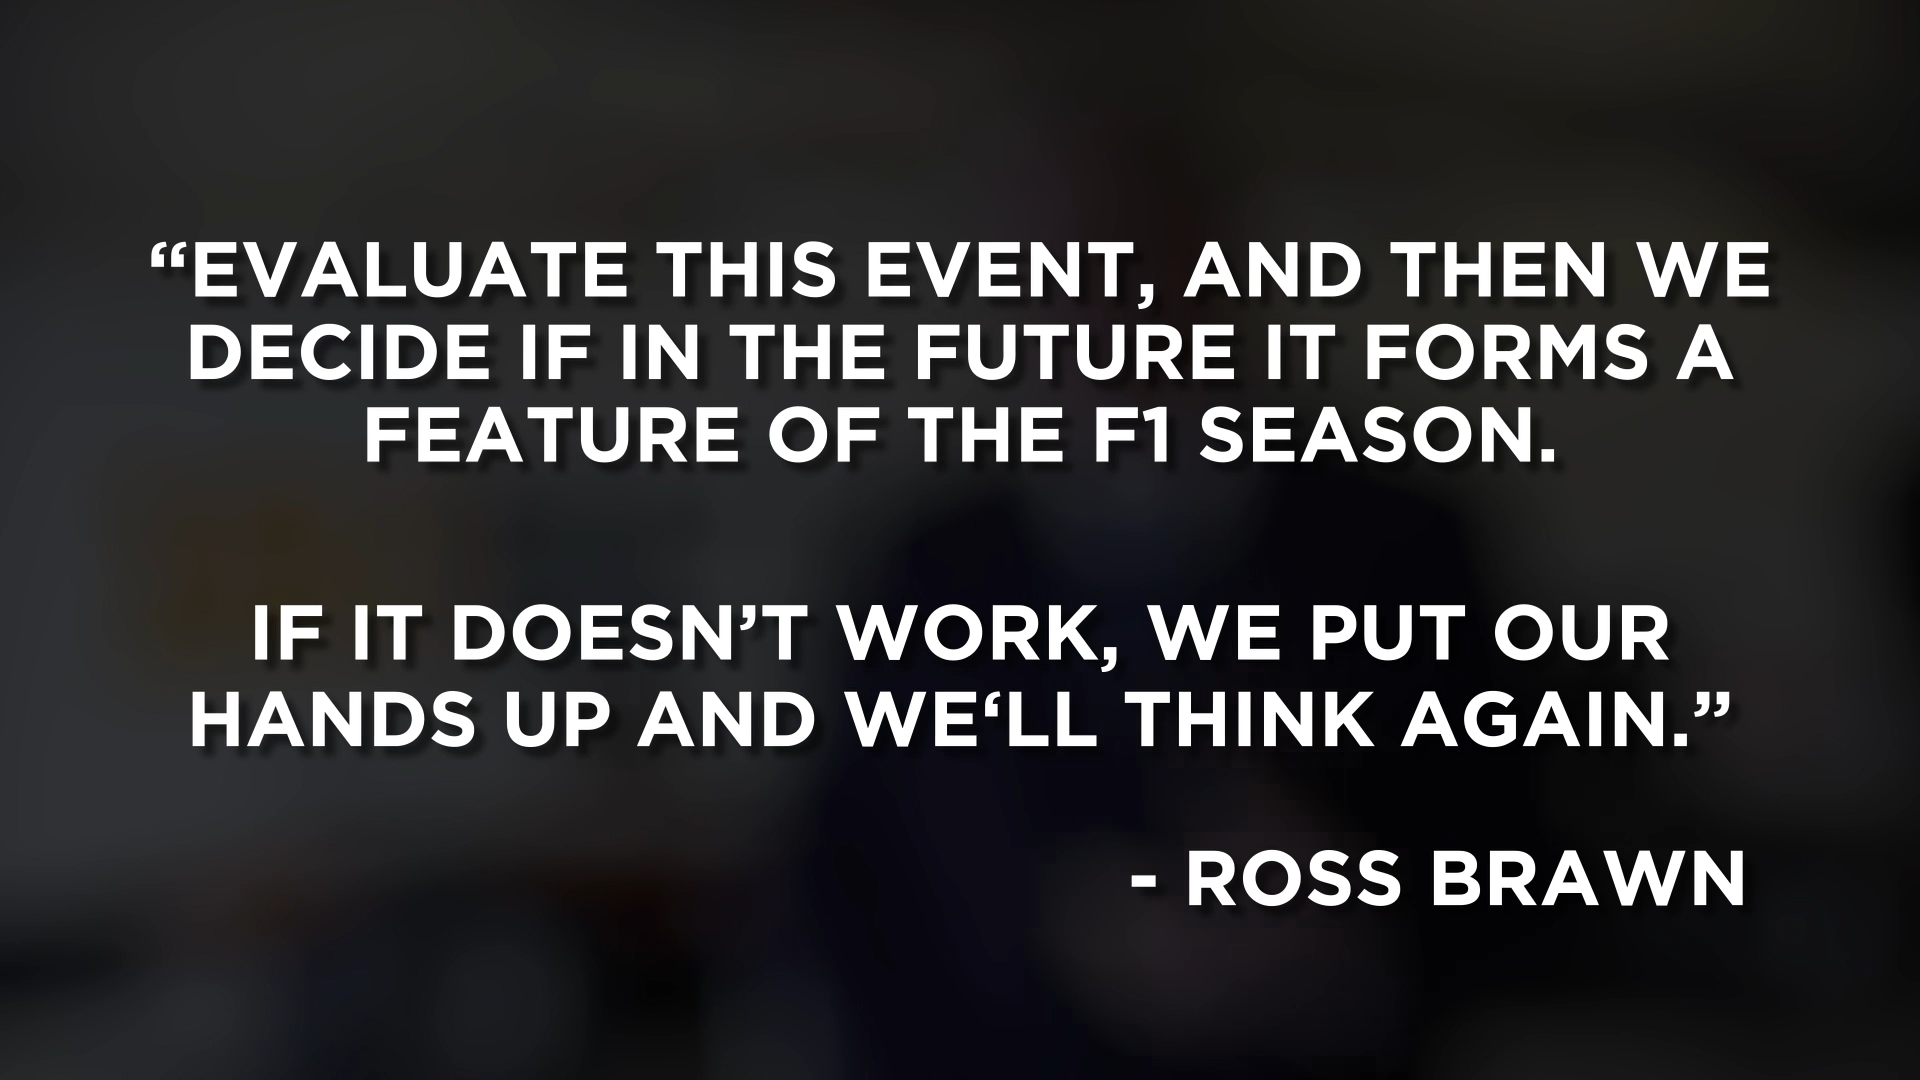 “EVALUATE THIS EVENT, AND THEN WE
DECIDE IF IN THE FUTURE IT FORMS A
FEATURE OF THE F1 SEASON.
IF IT DOESN’T WORK, WE PUT OUR
HANDS UP AND WE‘LL THINK AGAIN.”
- ROSS BRAWN